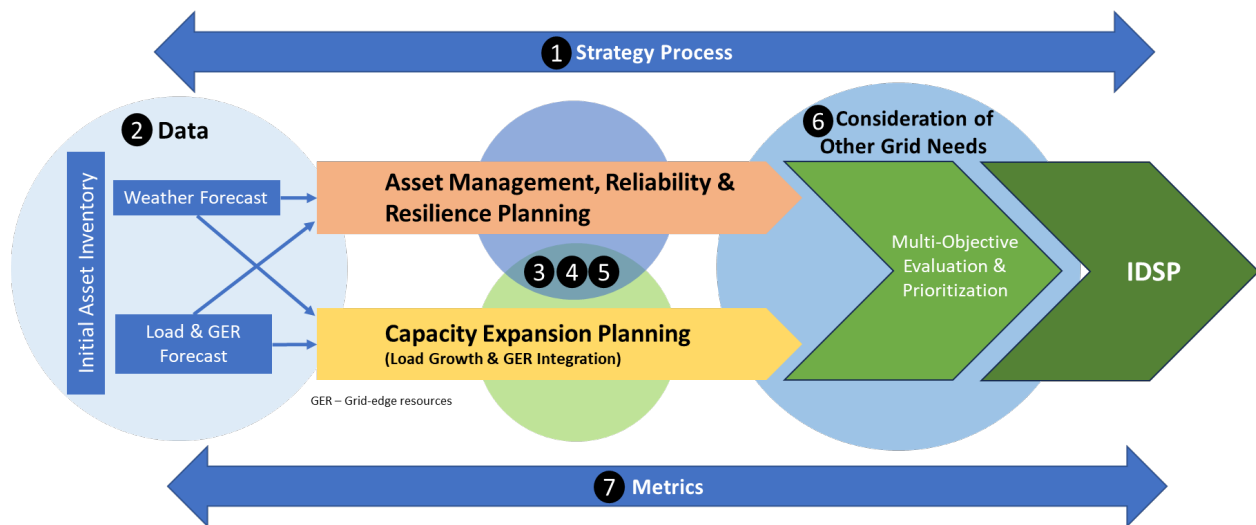 1 Strategy Process
2 Data
6 Consideration of
Other Grid Needs
Initial Asset Inventory
Weather Forecast
Load & GER
Forecast
Asset Management, Reliability &
Resilience Planning
3 4 5
Capacity Expansion Planning
(Load Growth & GER Integration)
GER – Grid-edge resources
Multi-Objective
Evaluation &
Prioritization
IDSP
7 Metrics